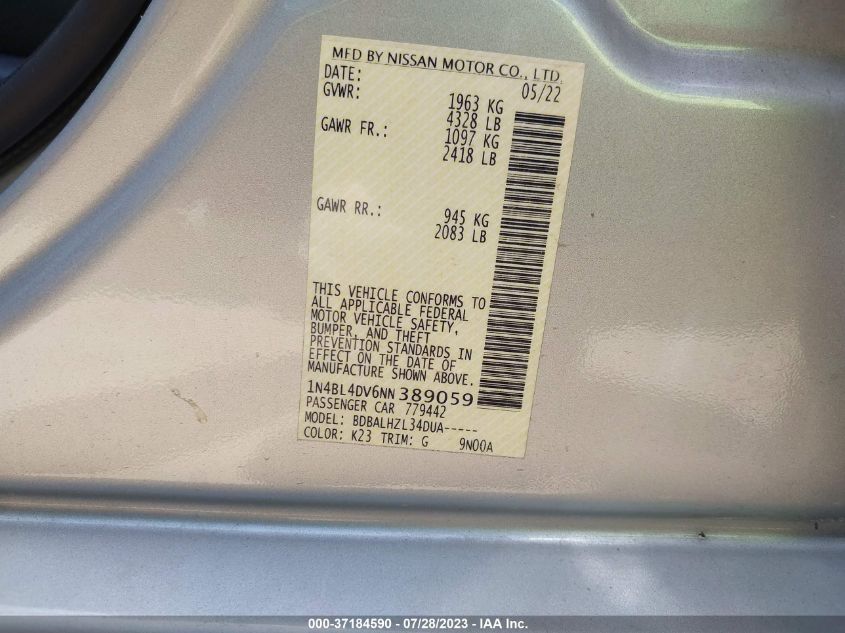 MFD BY NISSAN MOTOR CO., LTD.
DATE: 05/22
GVWR: 1963 KG
4328 LB
GAWR FR.: 1097 KG
2418 LB
GAWR RR.: 945 KG
2083 LB
THIS VEHICLE CONFORMS TO
ALL APPLICABLE FEDERAL
MOTOR VEHICLE SAFETY,
BUMPER, AND THEFT
PREVENTION STANDARDS IN
EFFECT ON THE DATE OF
MANUFACTURE SHOWN ABOVE.
1N4BL4DV6NN389059
PASSENGER CAR 779442
MODEL: BDBALHZL34DUA-----
COLOR: K23 TRIM: G 9N00A
000-37184590 - 07/28/2023 - IAA Inc.